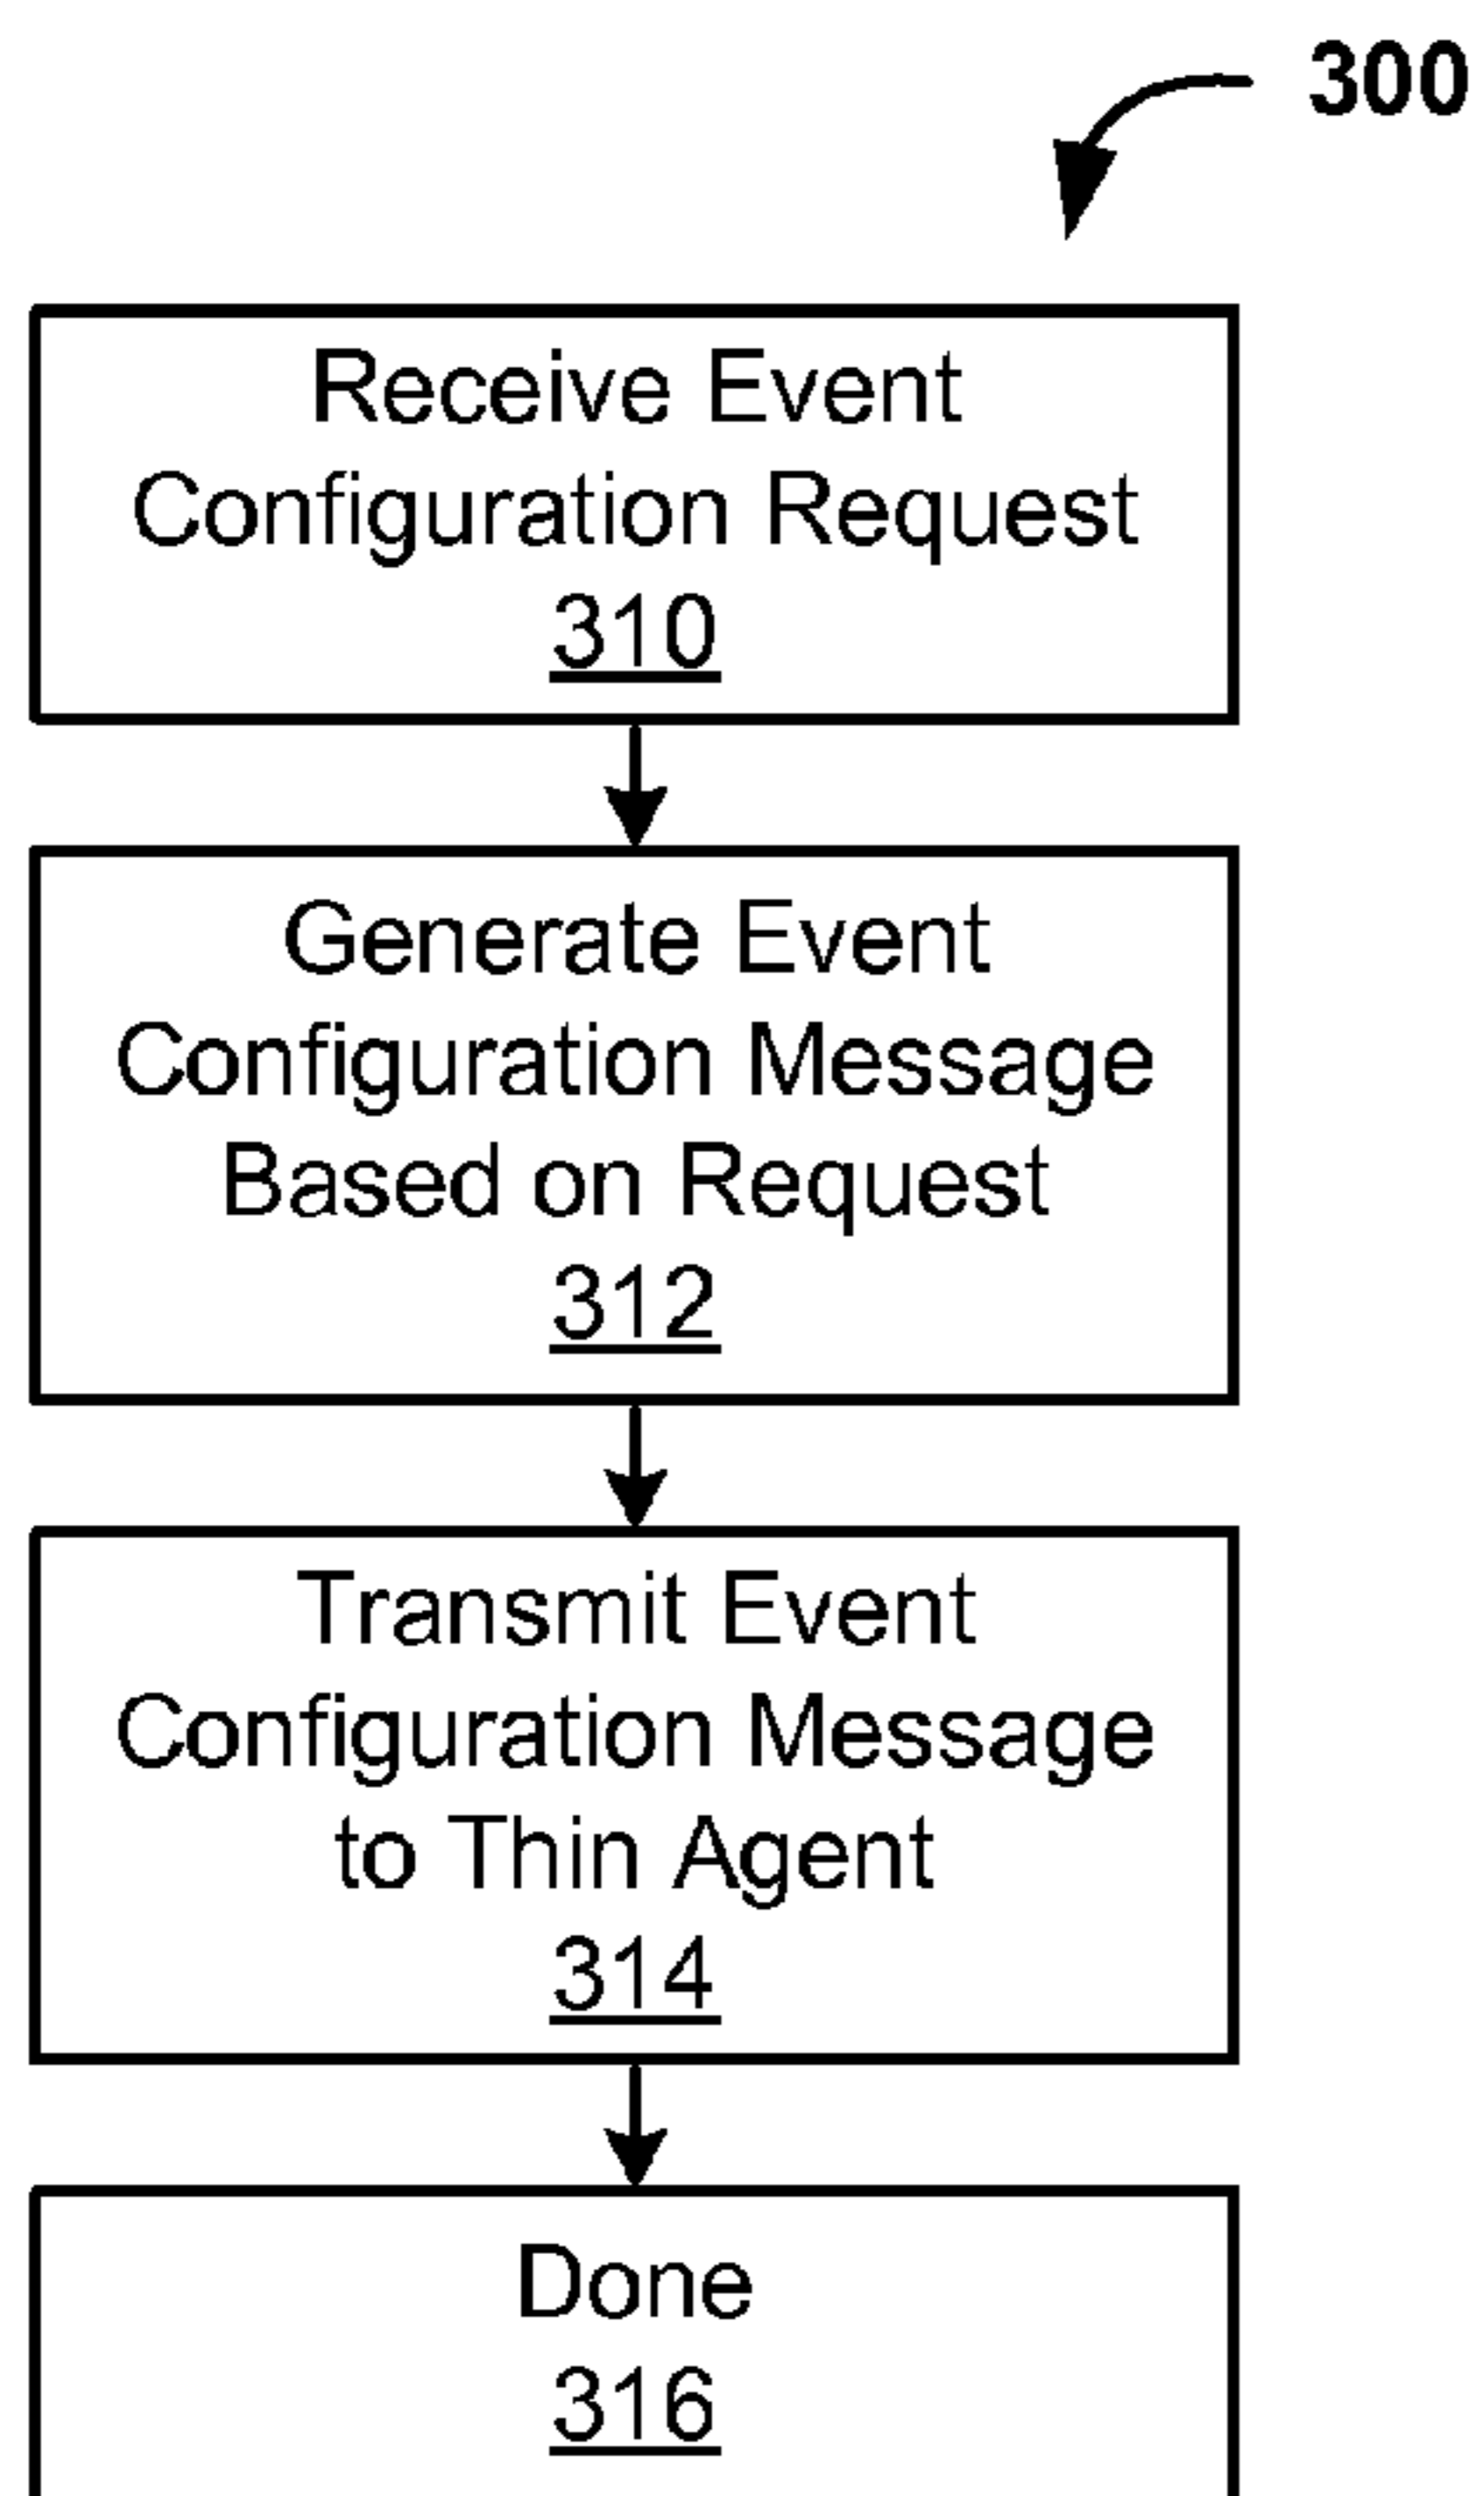 300
Receive Event
Configuration Request
310
Generate Event
Configuration Message
Based on Request
312
Transmit Event
Configuration Message
to Thin Agent
314
Done
316